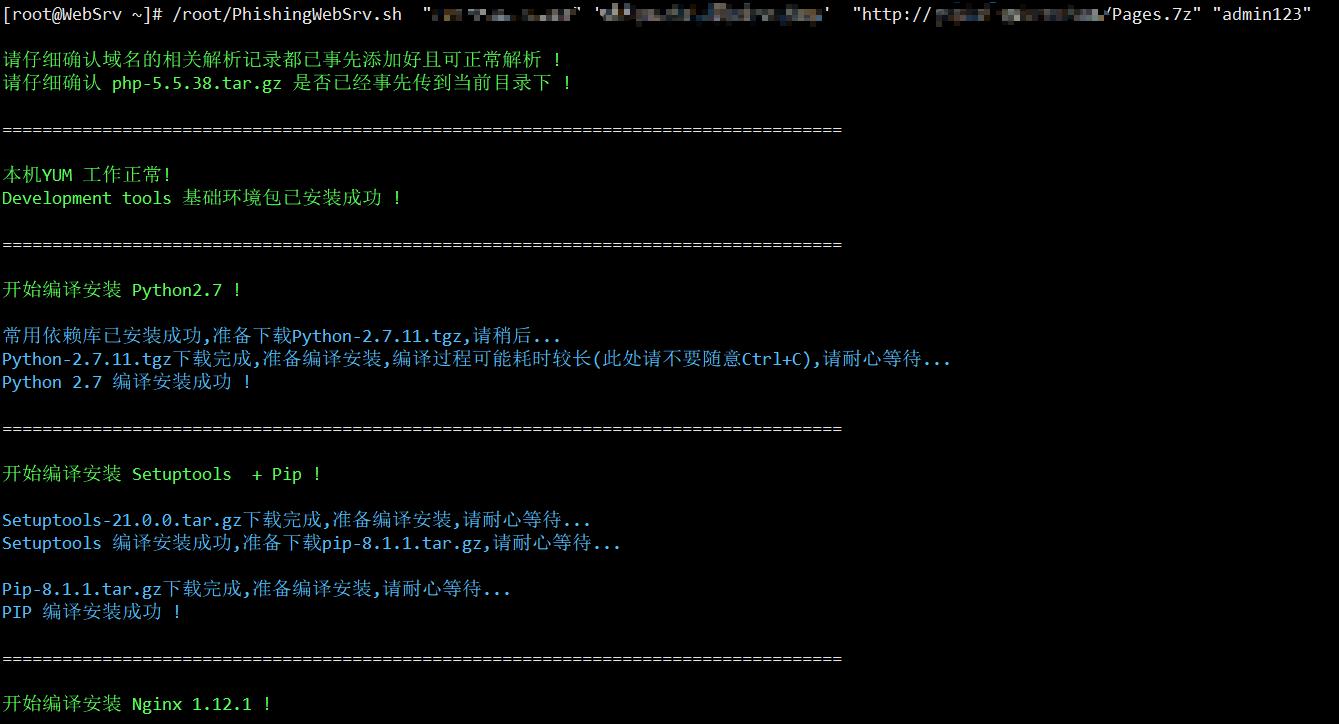 [root@WebSrv ~]# /root/PhishingWebSrv.sh " " ' ' "http:// /Pages.7z" "admin123"
请仔细确认域名的相关解析记录都已事先添加好且可正常解析 !
请仔细确认 php-5.5.38.tar.gz 是否已经事先传到当前目录下 !
====================================================================================
本机YUM 工作正常!
Development tools 基础环境包已安装成功 !
====================================================================================
开始编译安装 Python2.7 !
常用依赖库已安装成功,准备下载Python-2.7.11.tgz,请稍后...
Python-2.7.11.tgz下载完成,准备编译安装,编译过程可能耗时较长(此处请不要随意Ctrl+C),请耐心等待...
Python 2.7 编译安装成功 !
====================================================================================
开始编译安装 Setuptools  + Pip !
Setuptools-21.0.0.tar.gz下载完成,准备编译安装,请耐心等待...
Setuptools 编译安装成功,准备下载pip-8.1.1.tar.gz,请耐心等待...
Pip-8.1.1.tar.gz下载完成,准备编译安装,请耐心等待...
PIP 编译安装成功 !
====================================================================================
开始编译安装 Nginx 1.12.1 !